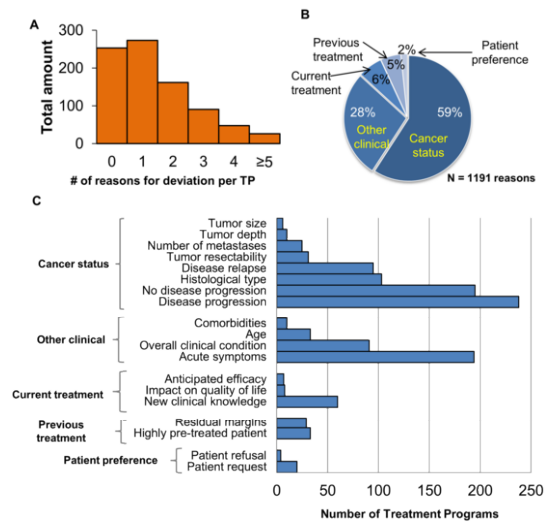 A
Total amount
300
200
100
0
0 1 2 3 4 ≥5
# of reasons for deviation per TP
B
Previous treatment
Current treatment
Patient preference
2%
5%
6%
28%
Other clinical
59%
Cancer status
N = 1191 reasons
C
Cancer status
Tumor size
Tumor depth
Number of metastases
Tumor resectability
Disease relapse
Histological type
No disease progression
Disease progression
Other clinical
Comorbidities
Age
Overall clinical condition
Acute symptoms
Current treatment
Anticipated efficacy
Impact on quality of life
New clinical knowledge
Previous
treatment
Residual margins
Highly pre-treated patient
Patient preference
Patient refusal
Patient request
0 50 100 150 200 250
Number of Treatment Programs